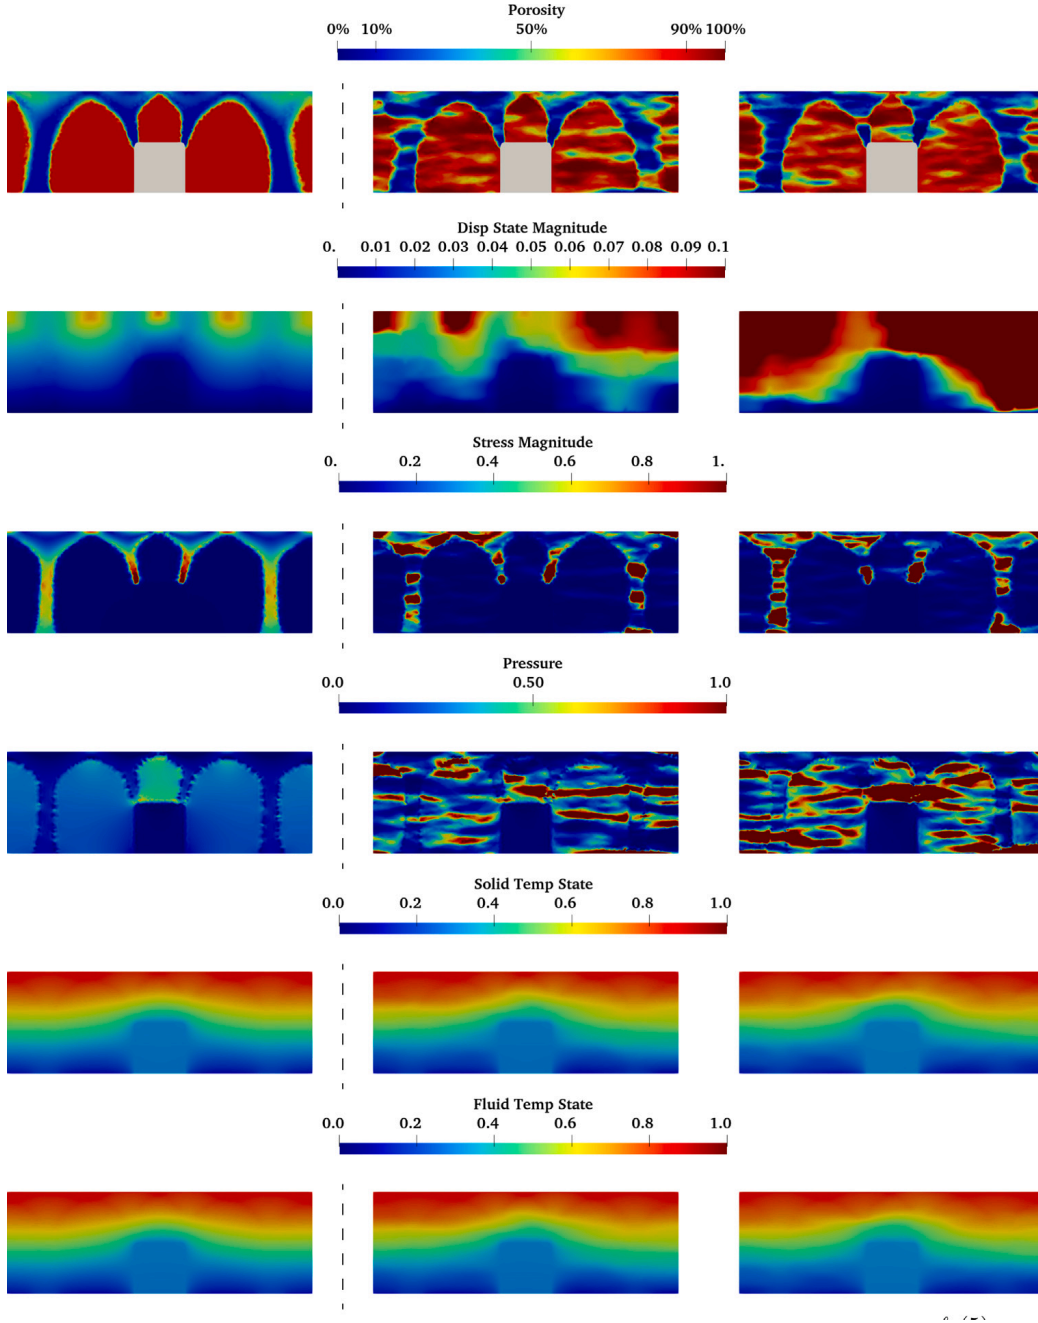 Porosity
0% 10% 50% 90% 100%
Disp State Magnitude
0. 0.01 0.02 0.03 0.04 0.05 0.06 0.07 0.08 0.09 0.1
Stress Magnitude
0. 0.2 0.4 0.6 0.8 1.
Pressure
0.0 0.50 1.0
Solid Temp State
0.0 0.2 0.4 0.6 0.8 1.0
Fluid Temp State
0.0 0.2 0.4 0.6 0.8 1.0